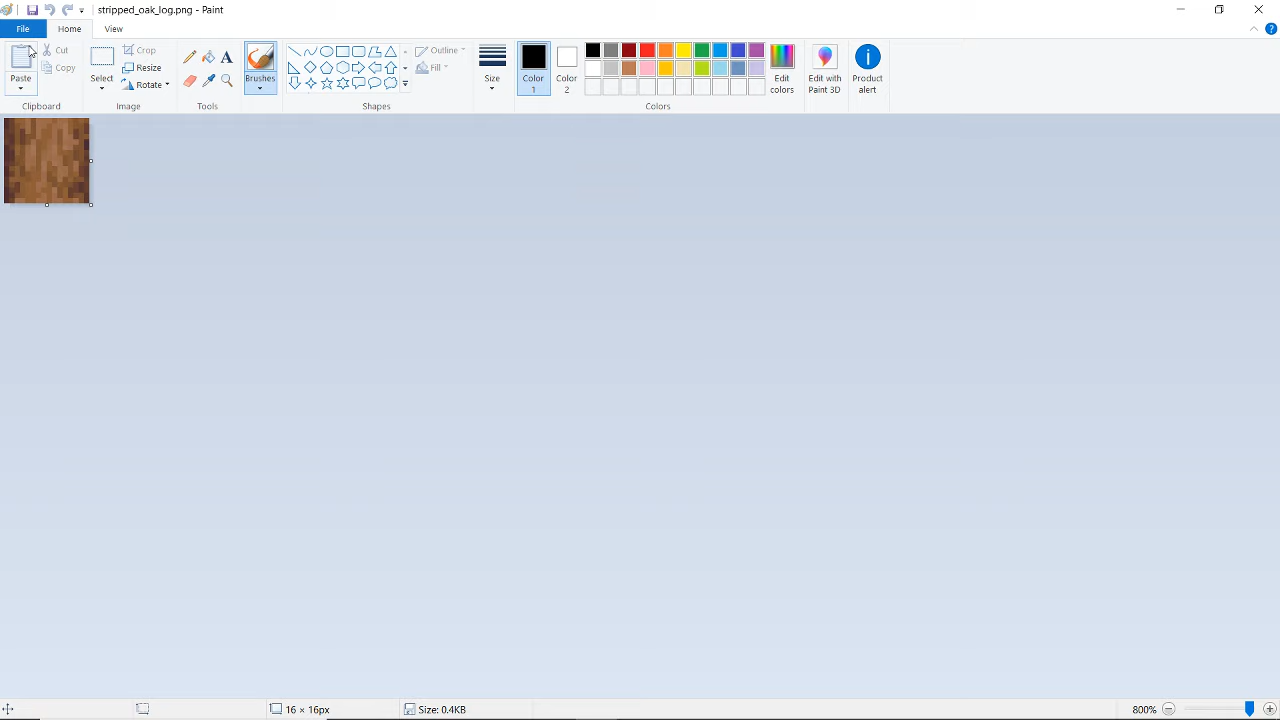 stripped_oak_log.png - Paint
File
Home
View
Paste
Cut
Copy
Clipboard
Select
Crop
Resize
Rotate
Image
A
Tools
Brushes
Shapes
Outline
Fill
Size
Color
1
Color
2
Edit
colors
Colors
Edit with
Paint 3D
Product
alert
16 × 16px
Size: 0.4KB
800%